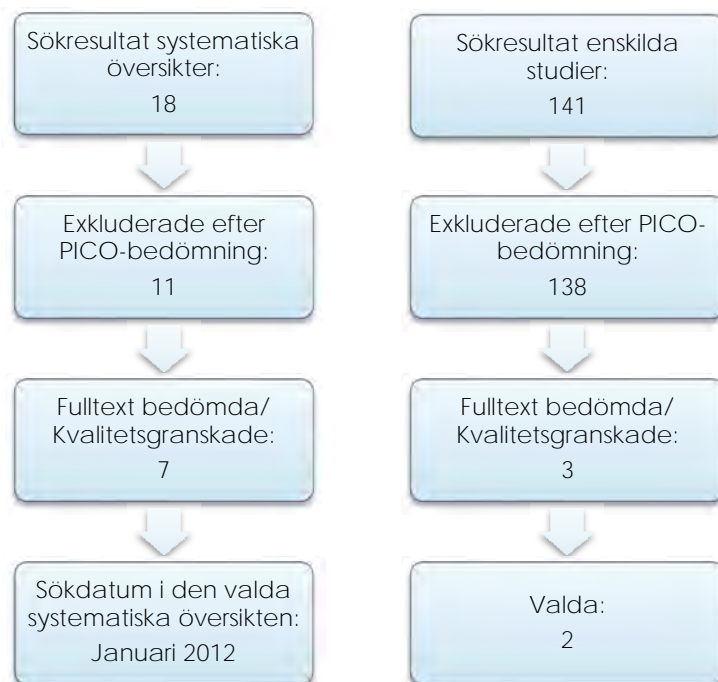 Sökresultat systematiska
översikter:
18
Exkluderade efter
PICO-bedömning:
11
Fulltext bedömda/
Kvalitetsgranskade:
7
Sökdatum i den valda
systematiska översikten:
Januari 2012
Sökresultat enskilda
studier:
141
Exkluderade efter PICO-
bedömning:
138
Fulltext bedömda/
Kvalitetsgranskade:
3
Valda:
2